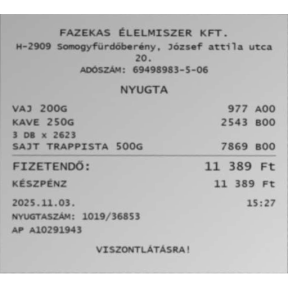 FAZEKAS ÉLELMISZER KFT.
H-2909 Somogyfürdőberény, József attila utca
20.
ADÓSZÁM: 69498983-5-06
NYUGTA
VAJ 200G 977 A00
KAVE 250G 2543 B00
3 DB x 2623
SAJT TRAPPISTA 500G 7869 B00
FIZETENDŐ: 11 389 Ft
KÉSZPÉNZ 11 389 Ft
2025.11.03. 15:27
NYUGTASZÁM: 1019/36853
AP A10291943
VISZONTLÁTÁSRA!